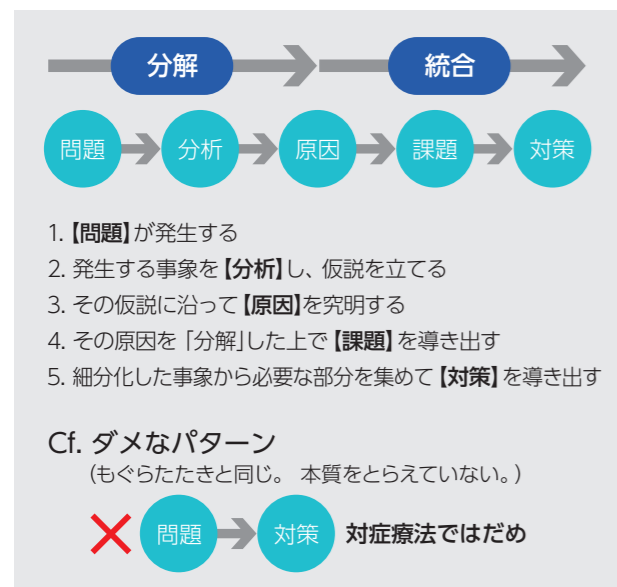 分解 統合
問題 分析 原因 課題 対策
1.【問題】が発生する
2. 発生する事象を【分析】し、仮説を立てる
3. その仮説に沿って【原因】を究明する
4. その原因を「分解」した上で【課題】を導き出す
5. 細分化した事象から必要な部分を集めて【対策】を導き出す
Cf. ダメなパターン
(もぐらたたきと同じ。 本質をとらえていない。)
問題 対策 対症療法ではだめ